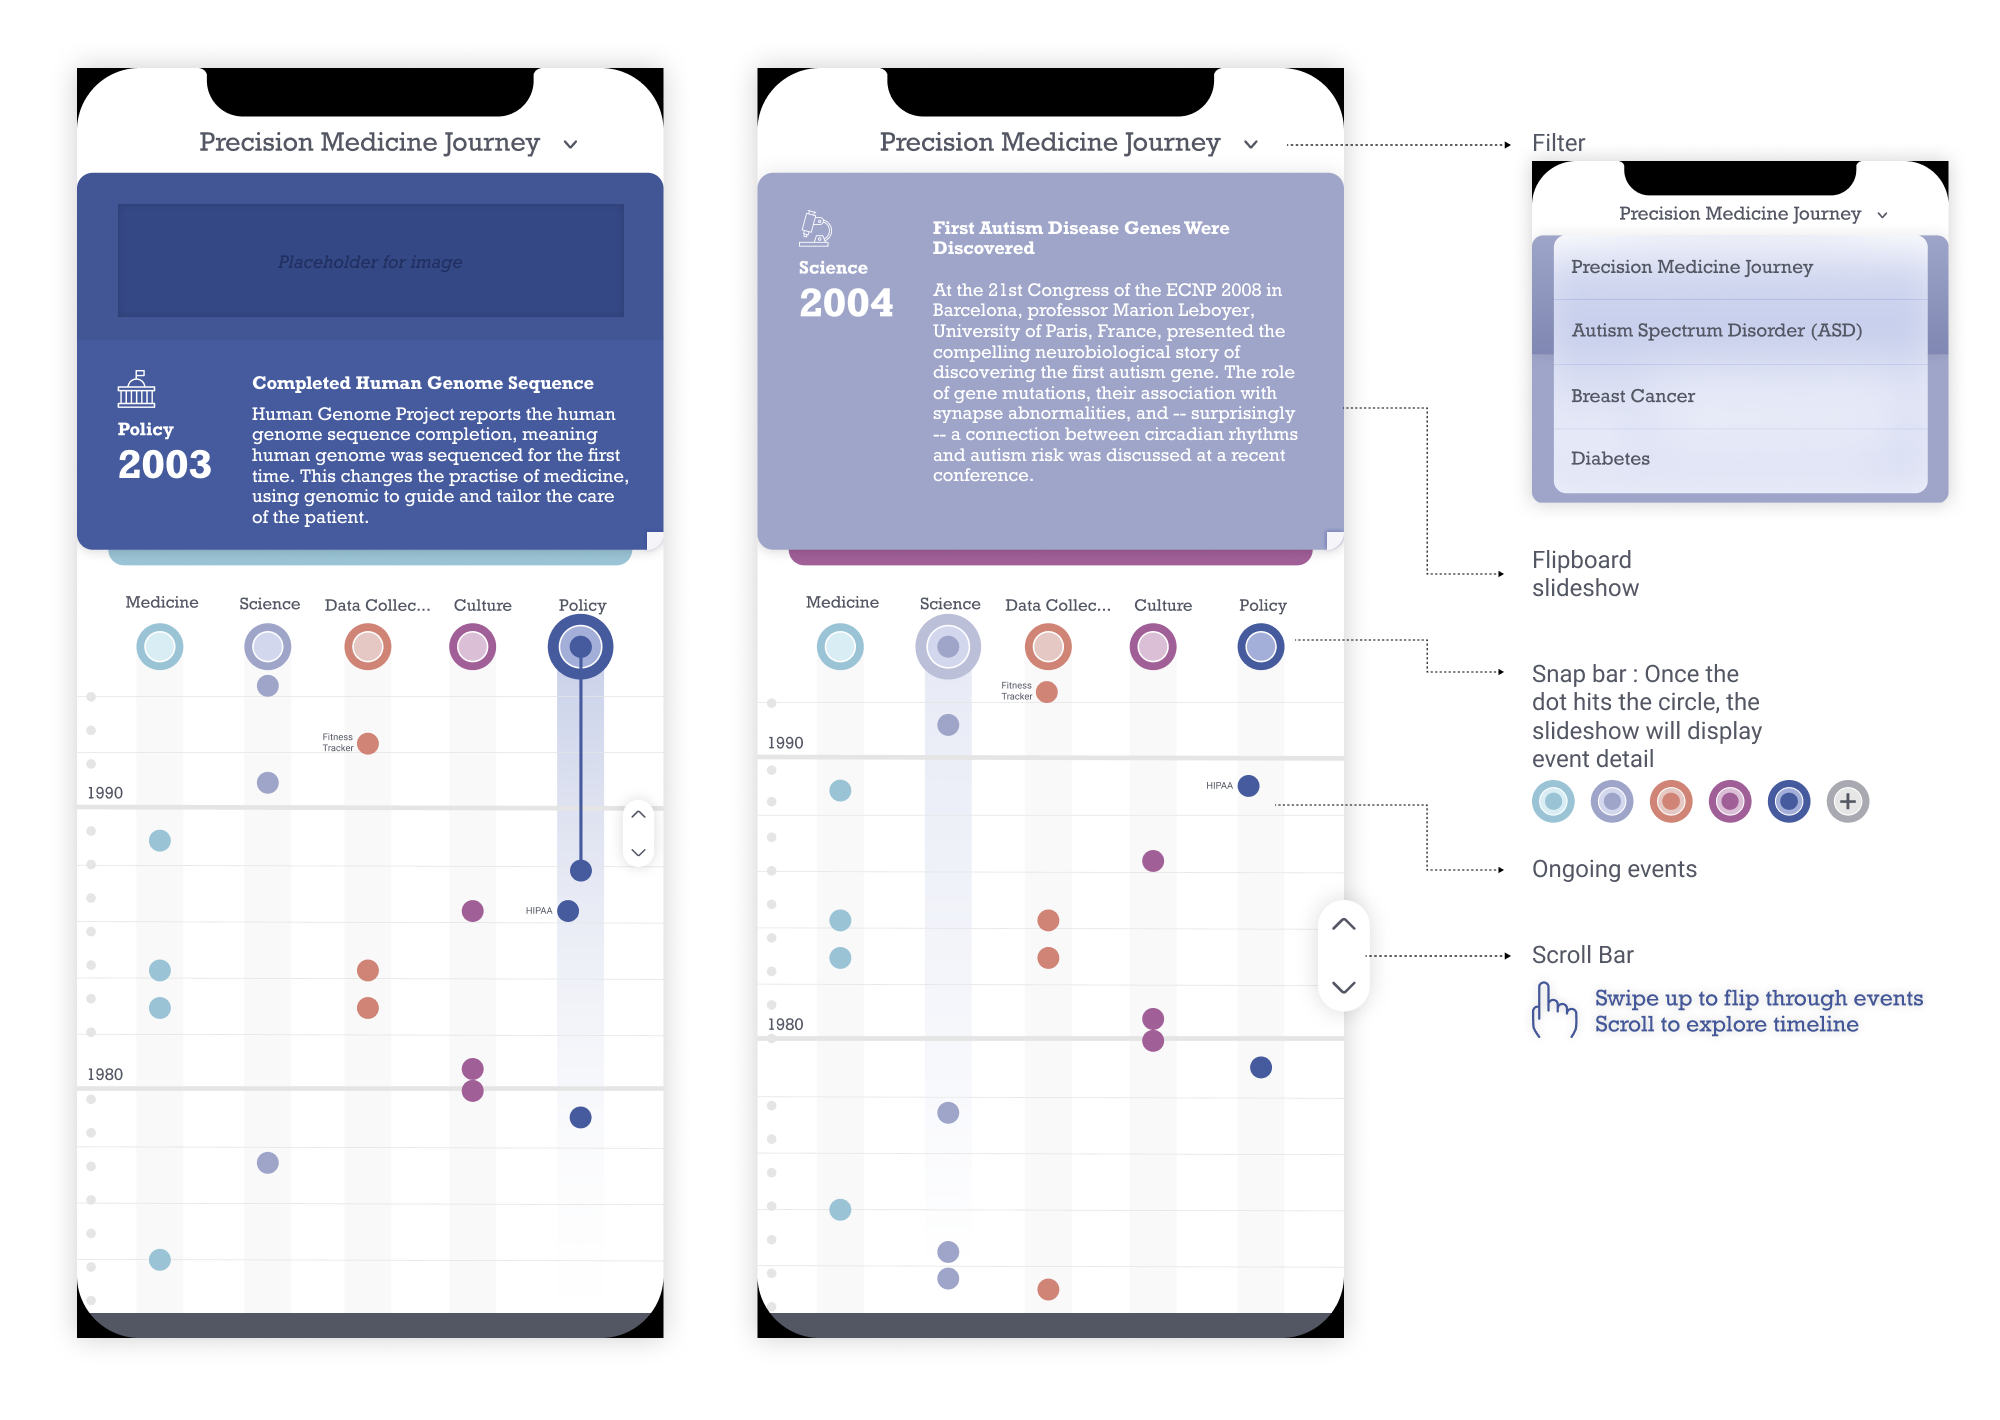 Precision Medicine Journey
Placeholder for image
Policy
2003
Completed Human Genome Sequence
Human Genome Project reports the human
genome sequence completion, meaning
human genome was sequenced for the first
time. This changes the practise of medicine,
using genomic to guide and tailor the care
of the patient.
Medicine
Science
Data Collec...
Culture
Policy
Fitness
Tracker
1990
HIPAA
1980
Precision Medicine Journey
Science
2004
First Autism Disease Genes Were
Discovered
At the 21st Congress of the ECNP 2008 in
Barcelona, professor Marion Leboyer,
University of Paris, France, presented the
compelling neurobiological story of
discovering the first autism gene. The role
of gene mutations, their association with
synapse abnormalities, and -- surprisingly
-- a connection between circadian rhythms
and autism risk was discussed at a recent
conference.
Medicine
Science
Data Collec...
Culture
Policy
Fitness
Tracker
1990
HIPAA
1980
Filter
Precision Medicine Journey
Precision Medicine Journey
Autism Spectrum Disorder (ASD)
Breast Cancer
Diabetes
Flipboard
slideshow
Snap bar : Once the
dot hits the circle, the
slideshow will display
event detail
Ongoing events
Scroll Bar
Swipe up to flip through events
Scroll to explore timeline